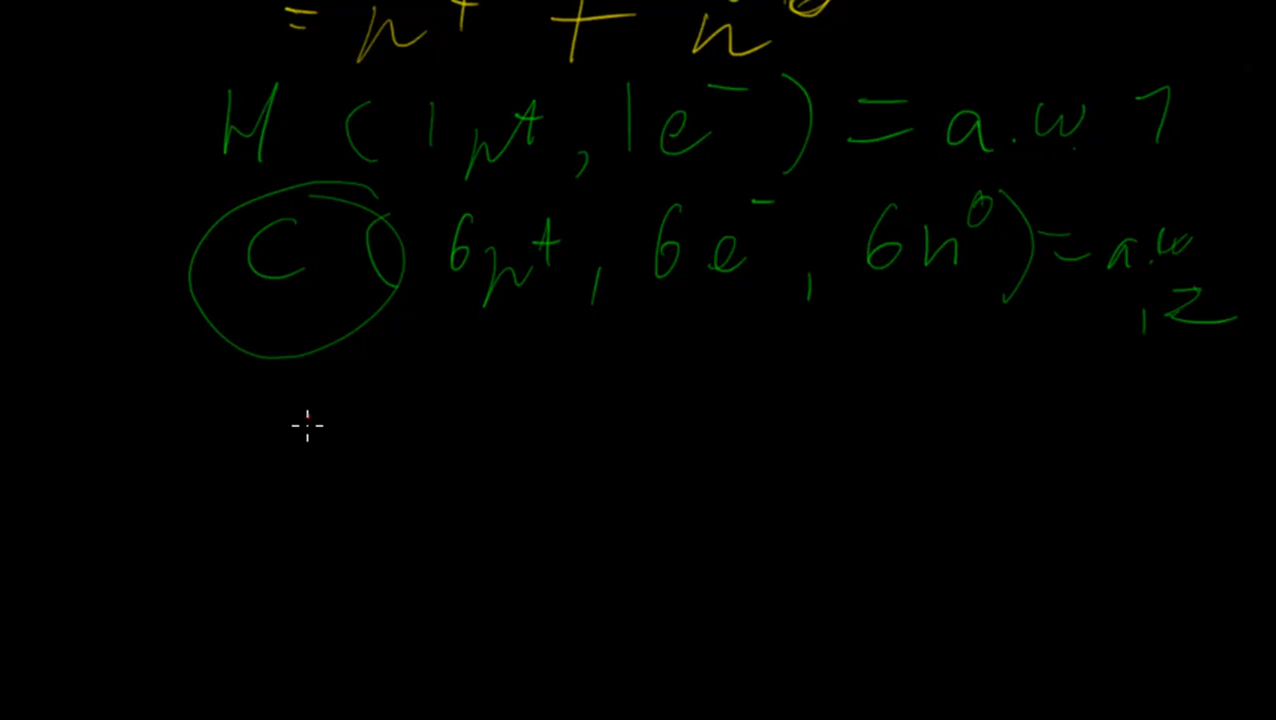 = p⁺ + n⁰
H (1p⁺, 1e⁻) = a.w 1
C ( 6p⁺, 6e⁻, 6n⁰) = a.w
12